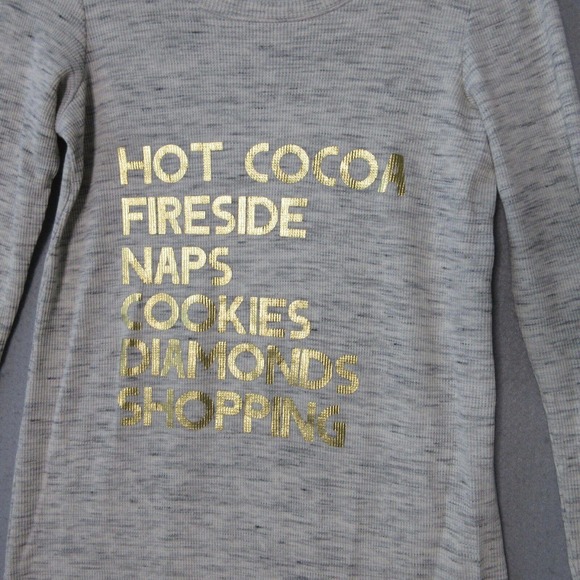 HOT COCOA
FIRESIDE
NAPS
COOKIES
DIAMONDS
SHOPPING